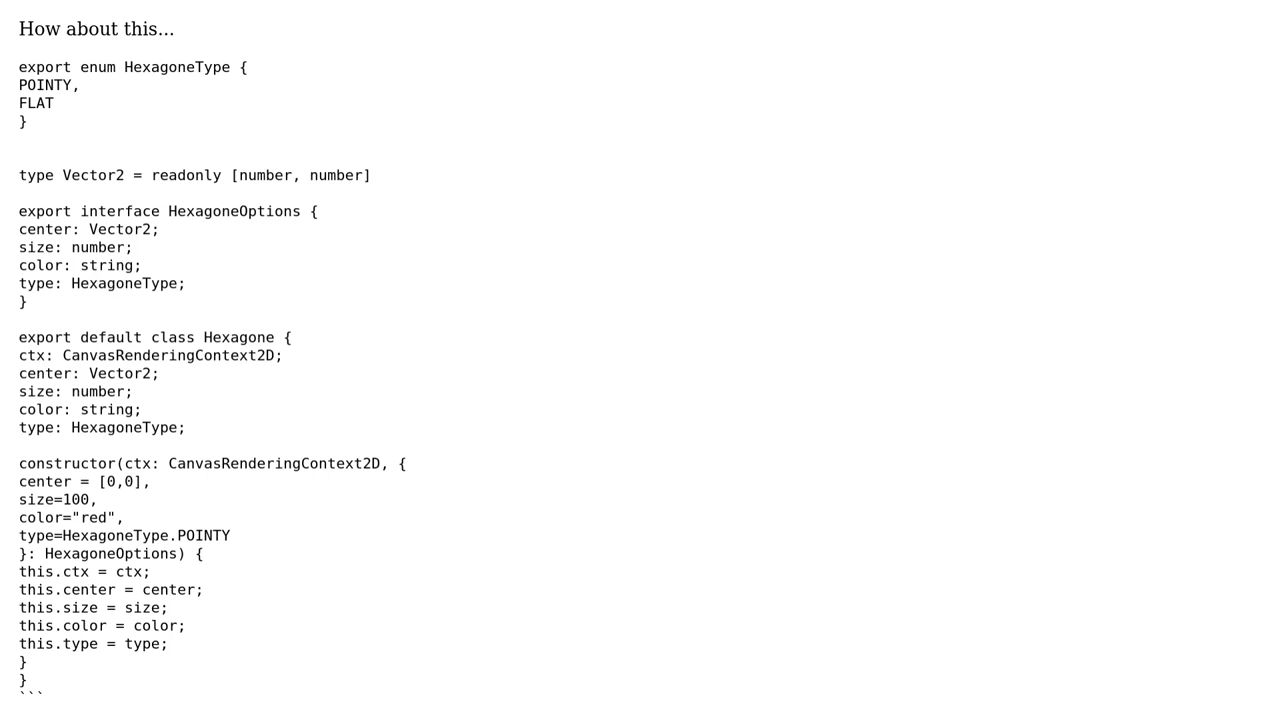 How about this...
export enum HexagoneType {
POINTY,
FLAT
}
type Vector2 = readonly [number, number]
export interface HexagoneOptions {
center: Vector2;
size: number;
color: string;
type: HexagoneType;
}
export default class Hexagone {
ctx: CanvasRenderingContext2D;
center: Vector2;
size: number;
color: string;
type: HexagoneType;
constructor(ctx: CanvasRenderingContext2D, {
center = [0,0],
size=100,
color="red",
type=HexagoneType.POINTY
}: HexagoneOptions) {
this.ctx = ctx;
this.center = center;
this.size = size;
this.color = color;
this.type = type;
}
}
```